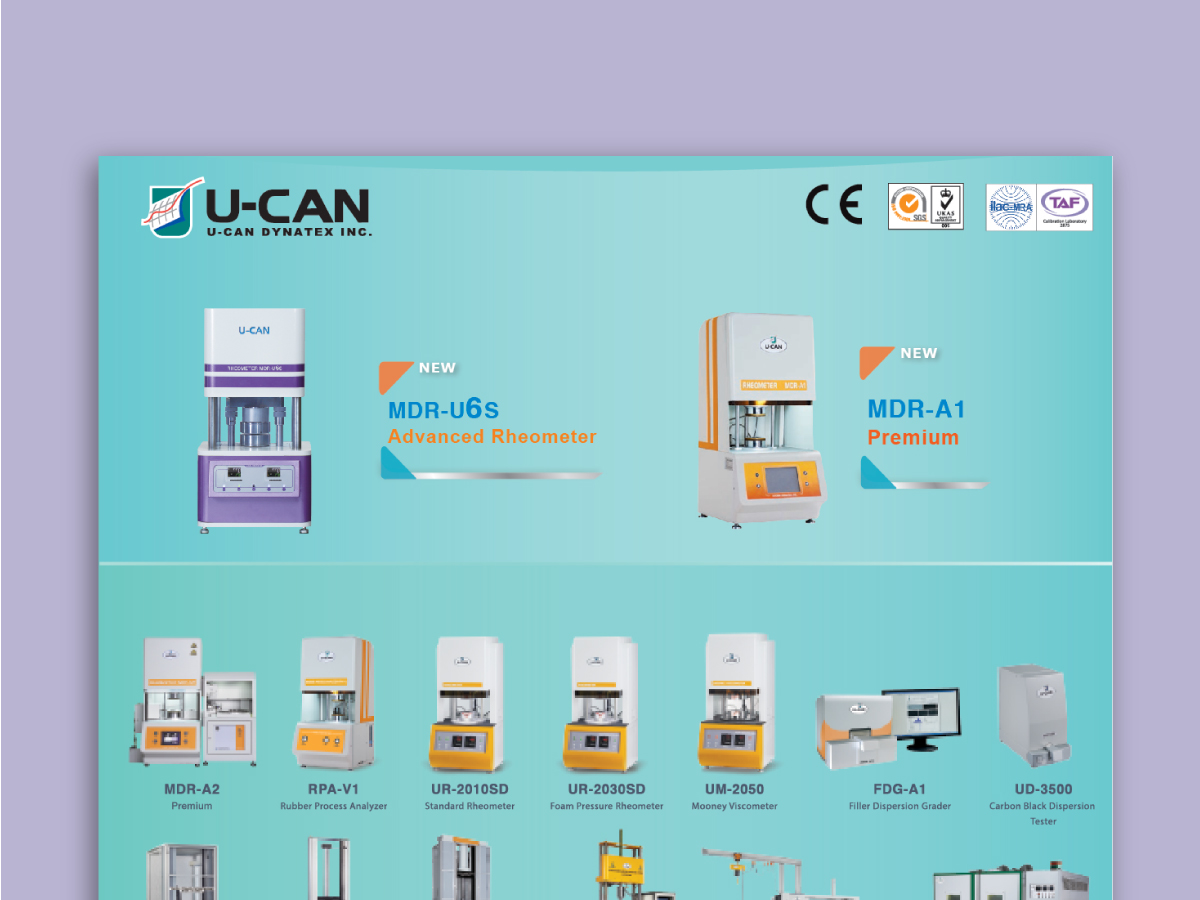 U-CAN
U-CAN DYNATEX INC.
CE
SGS
UKAS
ilac-MRA
TAF
Calibration Laboratory
U-CAN
RHEOMETER MDR-U6S
NEW
MDR-U6S
Advanced Rheometer
U-CAN
RHEOMETER MDR-A1
NEW
MDR-A1
Premium
MDR-A2
Premium
RPA-V1
Rubber Process Analyzer
UR-2010SD
Standard Rheometer
UR-2030SD
Foam Pressure Rheometer
UM-2050
Mooney Viscometer
FDG-A1
Filler Dispersion Grader
UD-3500
Carbon Black Dispersion
Tester